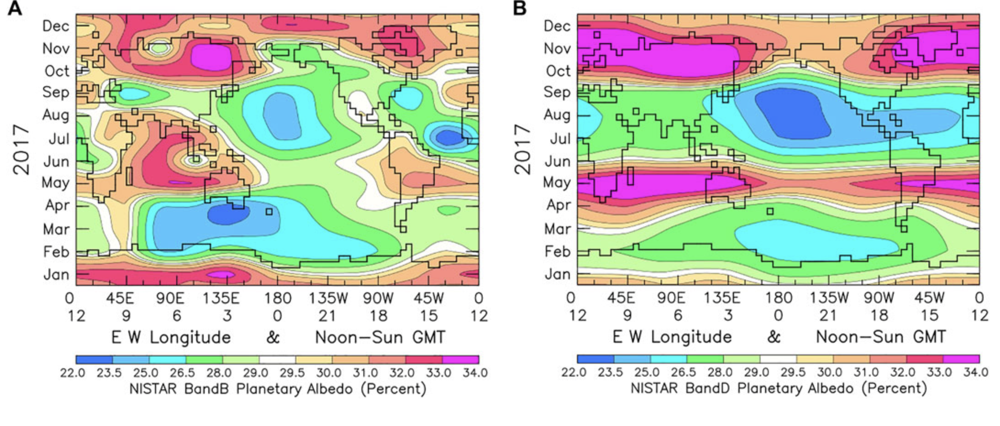 A
2017
Dec
Nov
Oct
Sep
Aug
Jul
Jun
May
Apr
Mar
Feb
Jan
0 45E 90E 135E 180 135W 90W 45W 0
12 9 6 3 0 21 18 15 12
E W Longitude & Noon-Sun GMT
22.0 23.5 25.0 26.5 28.0 29.0 29.5 30.0 31.0 32.0 33.0 34.0
NISTAR BandB Planetary Albedo (Percent)
B
2017
Dec
Nov
Oct
Sep
Aug
Jul
Jun
May
Apr
Mar
Feb
Jan
0 45E 90E 135E 180 135W 90W 45W 0
12 9 6 3 0 21 18 15 12
E W Longitude & Noon-Sun GMT
22.0 23.5 25.0 26.5 28.0 29.0 29.5 30.0 31.0 32.0 33.0 34.0
NISTAR BandD Planetary Albedo (Percent)